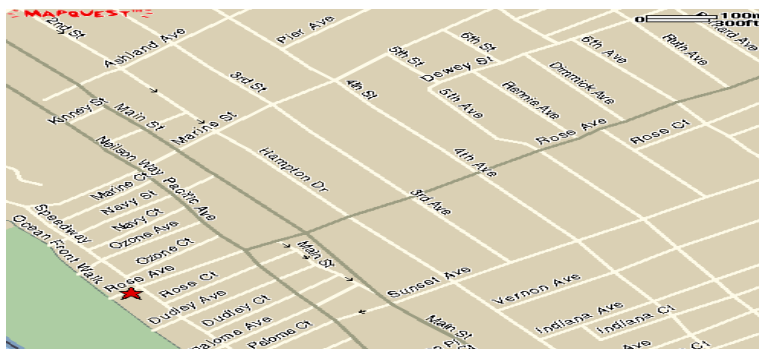 MAPQUEST
2nd St
Ashland Ave
Pier Ave
6th St
5th St
Dewey St
6th Ave
Ruth Ave
0 100m
300ft
3rd St
4th St
5th Ave
Rennie Ave
Dimmick Ave
Kinney St
Main St
Marine St
Rose Ave
Rose Ct
Neilson Way
Pacific Ave
Hampton Dr
4th Ave
3rd Ave
Marine Ct
Navy St
Navy Ct
Ozone Ave
Ozone Ct
Speedway
Ocean Front Walk
Rose Ave
Rose Ct
Main St
Sunset Ave
Vernon Ave
Dudley Ave
Dudley Ct
Indiana Ave
Indiana Ct
Paloma Ct
Main St
Ave
Ct